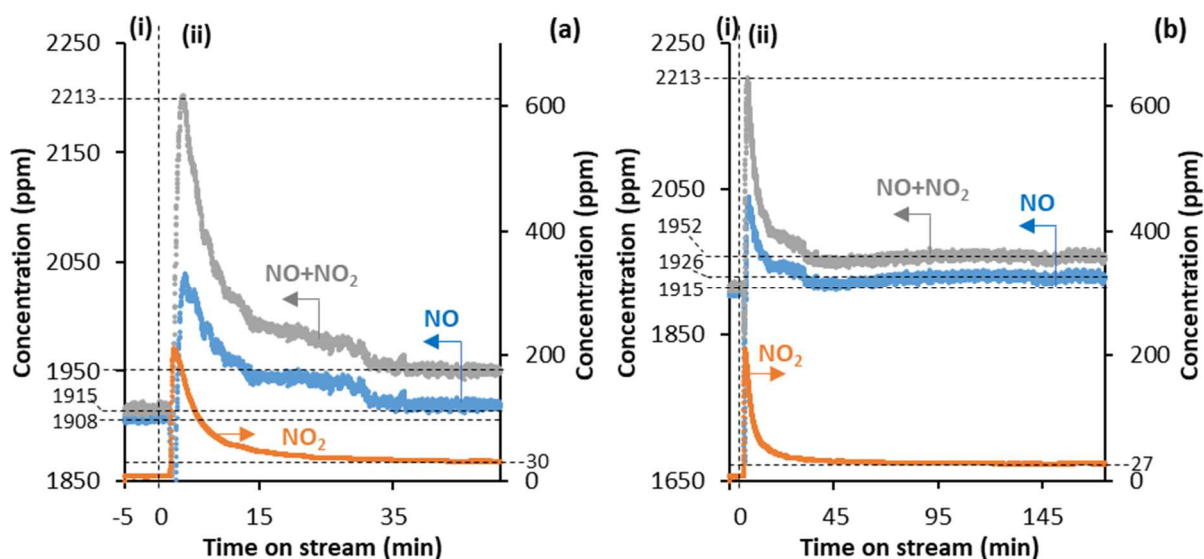 (i)
(ii)
(a)
2250
2213
2150
2050
1950
1915
1908
1850
600
400
200
30
0
-5
0
15
35
NO+NO2
NO
NO2
Concentration (ppm)
Concentration (ppm)
Time on stream (min)
(i)
(ii)
(b)
2250
2213
2050
1952
1926
1915
1850
1650
600
400
200
27
0
0
45
95
145
NO+NO2
NO
NO2
Concentration (ppm)
Concentration (ppm)
Time on stream (min)